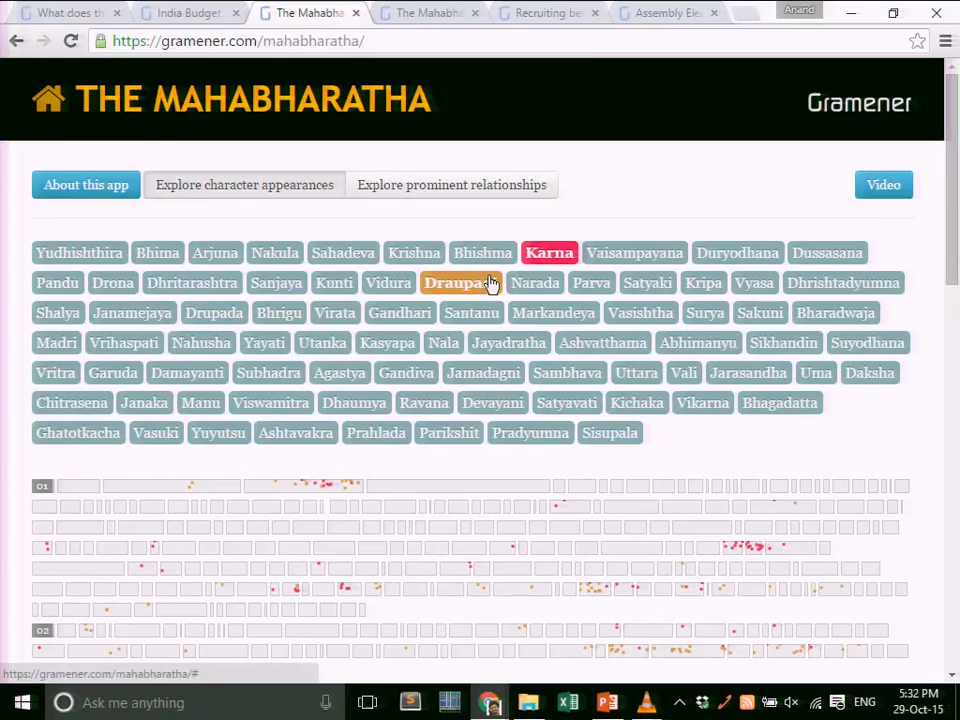 What does th
India Budget
The Mahabha
The Mahabha
Recruiting be
Assembly Ele
Anand
https://gramener.com/mahabharatha/
THE MAHABHARATHA
Gramener
About this app
Explore character appearances
Explore prominent relationships
Video
Yudhishthira Bhima Arjuna Nakula Sahadeva Krishna Bhishma Karna Vaisampayana Duryodhana Dussasana
Pandu Drona Dhritarashtra Sanjaya Kunti Vidura Draupa Narada Parva Satyaki Kripa Vyasa Dhrishtadyumna
Shalya Janamejaya Drupada Bhrigu Virata Gandhari Santanu Markandeya Vasishtha Surya Sakuni Bharadwaja
Madri Vrihaspati Nahusha Yayati Utanka Kasyapa Nala Jayadratha Ashvatthama Abhimanyu Sikhandin Suyodhana
Vritra Garuda Damayanti Subhadra Agastya Gandiva Jamadagni Sambhava Uttara Vali Jarasandha Uma Daksha
Chitrasena Janaka Manu Viswamitra Dhaumya Ravana Devayani Satyavati Kichaka Vikarna Bhagadatta
Ghatotkacha Vasuki Yuyutsu Ashtavakra Prahlada Parikshit Pradyumna Sisupala
01
02
https://gramener.com/mahabharatha/#
Ask me anything
ENG
5:32 PM
29-Oct-15